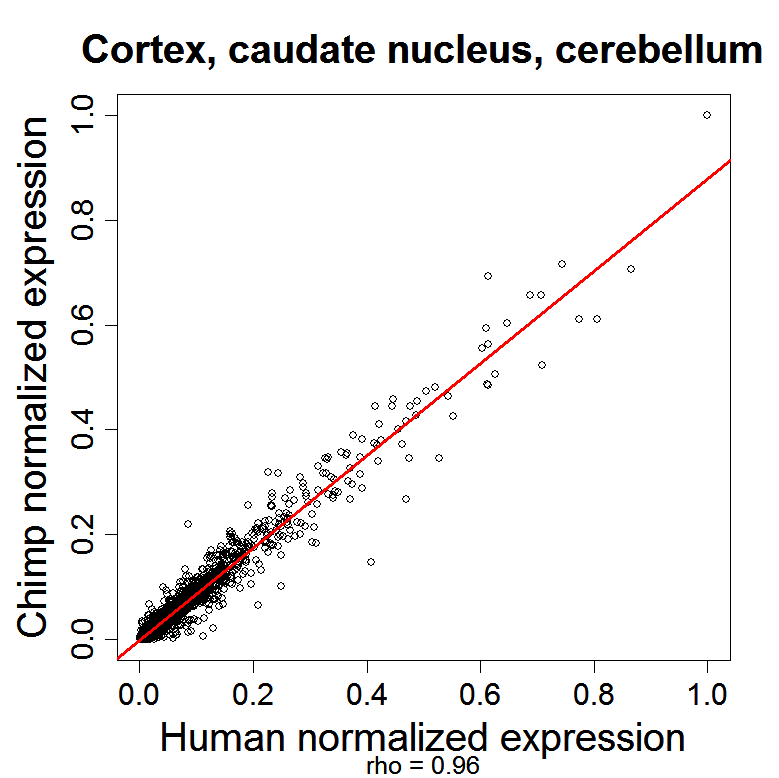 Cortex, caudate nucleus, cerebellum
Chimp normalized expression
1.0
0.8
0.6
0.4
0.2
0.0
0.0 0.2 0.4 0.6 0.8 1.0
Human normalized expression
rho = 0.96